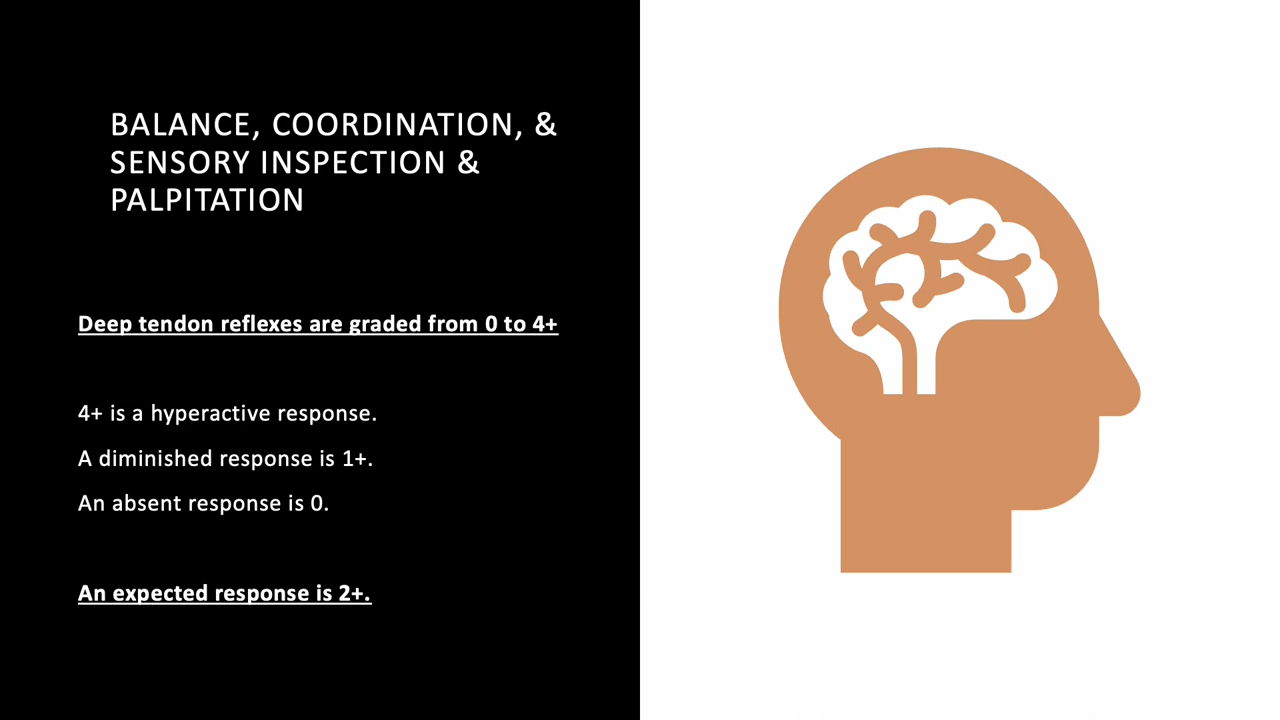 BALANCE, COORDINATION, &
SENSORY INSPECTION &
PALPITATION
Deep tendon reflexes are graded from 0 to 4+
4+ is a hyperactive response.
A diminished response is 1+.
An absent response is 0.
An expected response is 2+.